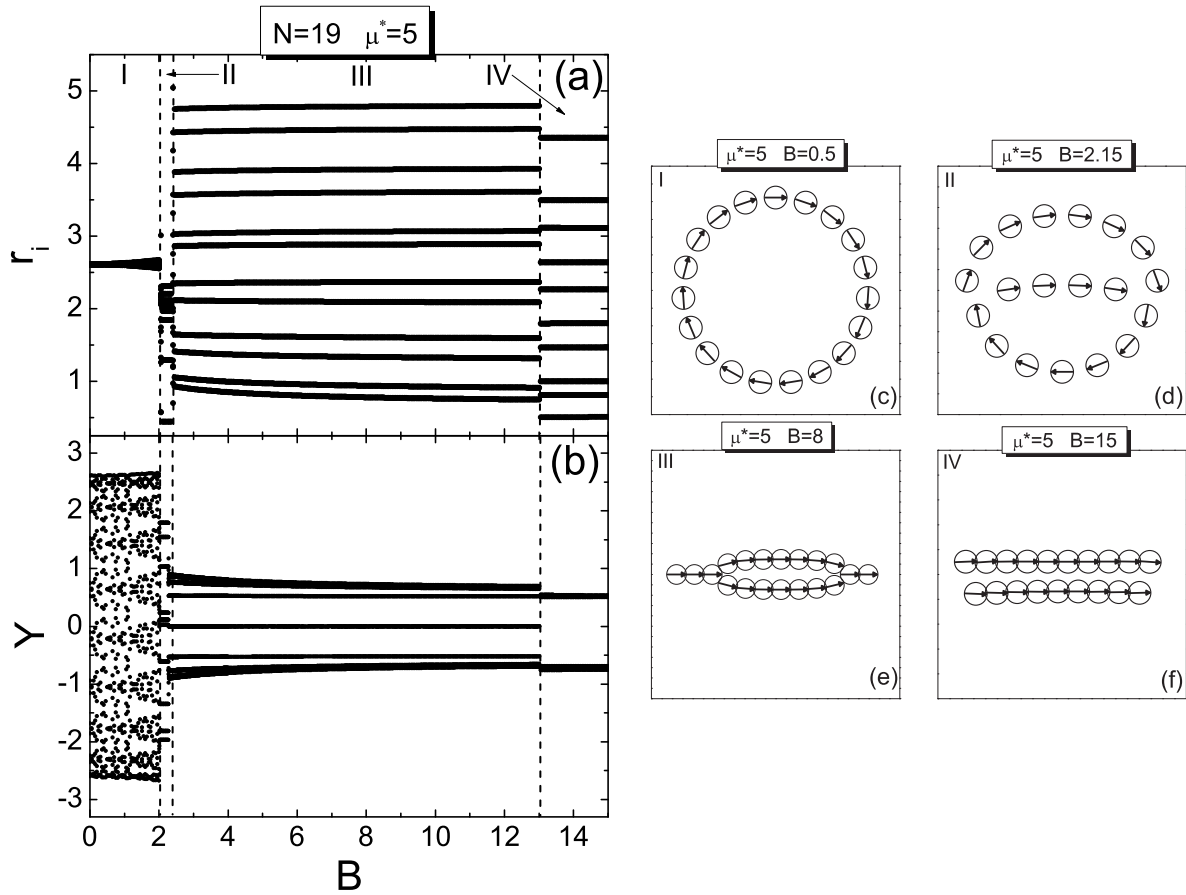 N=19 μ*=5
I
II
III
IV
(a)
5
4
3
2
1
r_i
(b)
3
2
1
0
-1
-2
-3
Y
0 2 4 6 8 10 12 14
B
μ*=5 B=0.5
I
(c)
μ*=5 B=2.15
II
(d)
μ*=5 B=8
III
(e)
μ*=5 B=15
IV
(f)